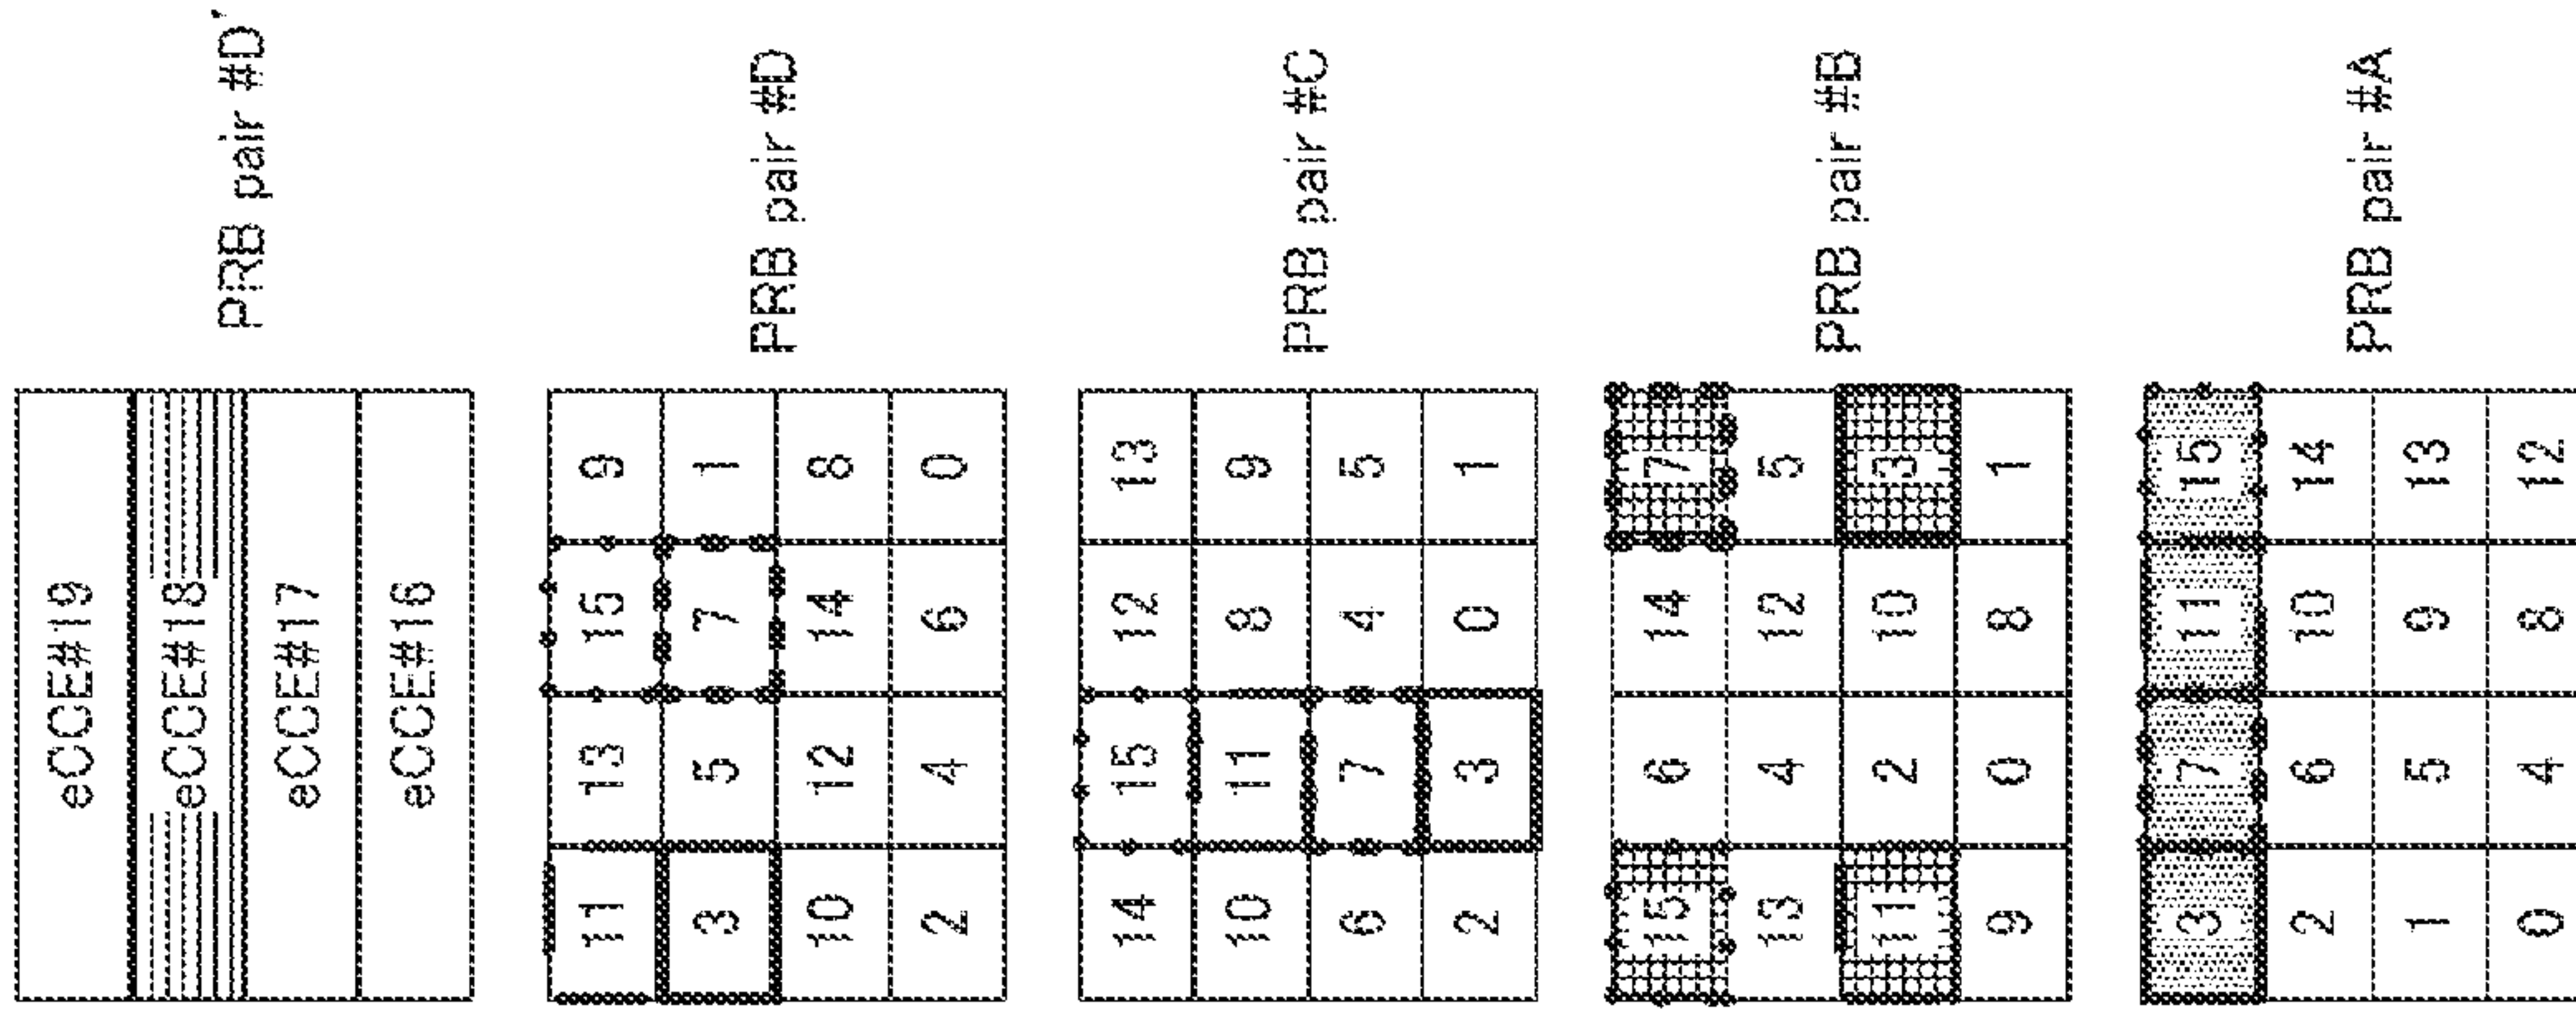 eCCE#19
eCCE#18
eCCE#17
eCCE#16
PRB pair #D'
11 13 15 9
3 5 7 1
10 12 14 8
2 4 6 0
PRB pair #D
14 15 12 13
10 11 8 9
6 7 4 5
2 3 0 1
PRB pair #C
15 6 14 7
13 4 12 5
11 2 10 3
9 0 8 1
PRB pair #B
3 7 11 15
2 6 10 14
1 5 9 13
0 4 8 12
PRB pair #A